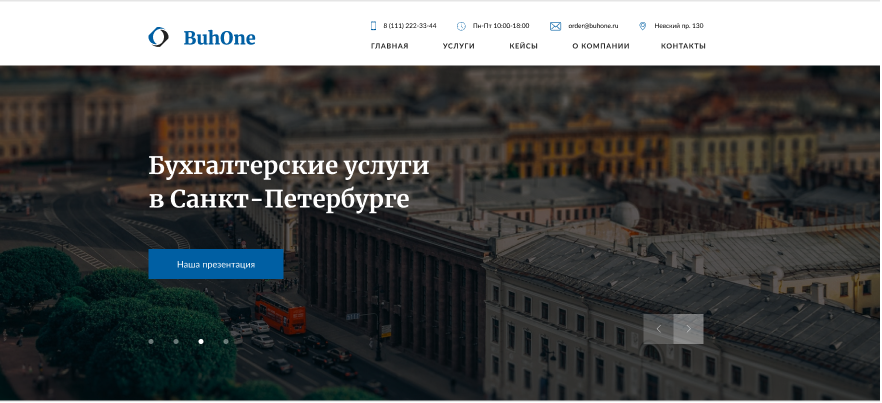 BuhOne
8 (111) 222-33-44
Пн-Пт 10:00-18:00
order@buhone.ru
Невский пр. 130
ГЛАВНАЯ
УСЛУГИ
КЕЙСЫ
О КОМПАНИИ
КОНТАКТЫ
Бухгалтерские услуги
в Санкт-Петербурге
Наша презентация